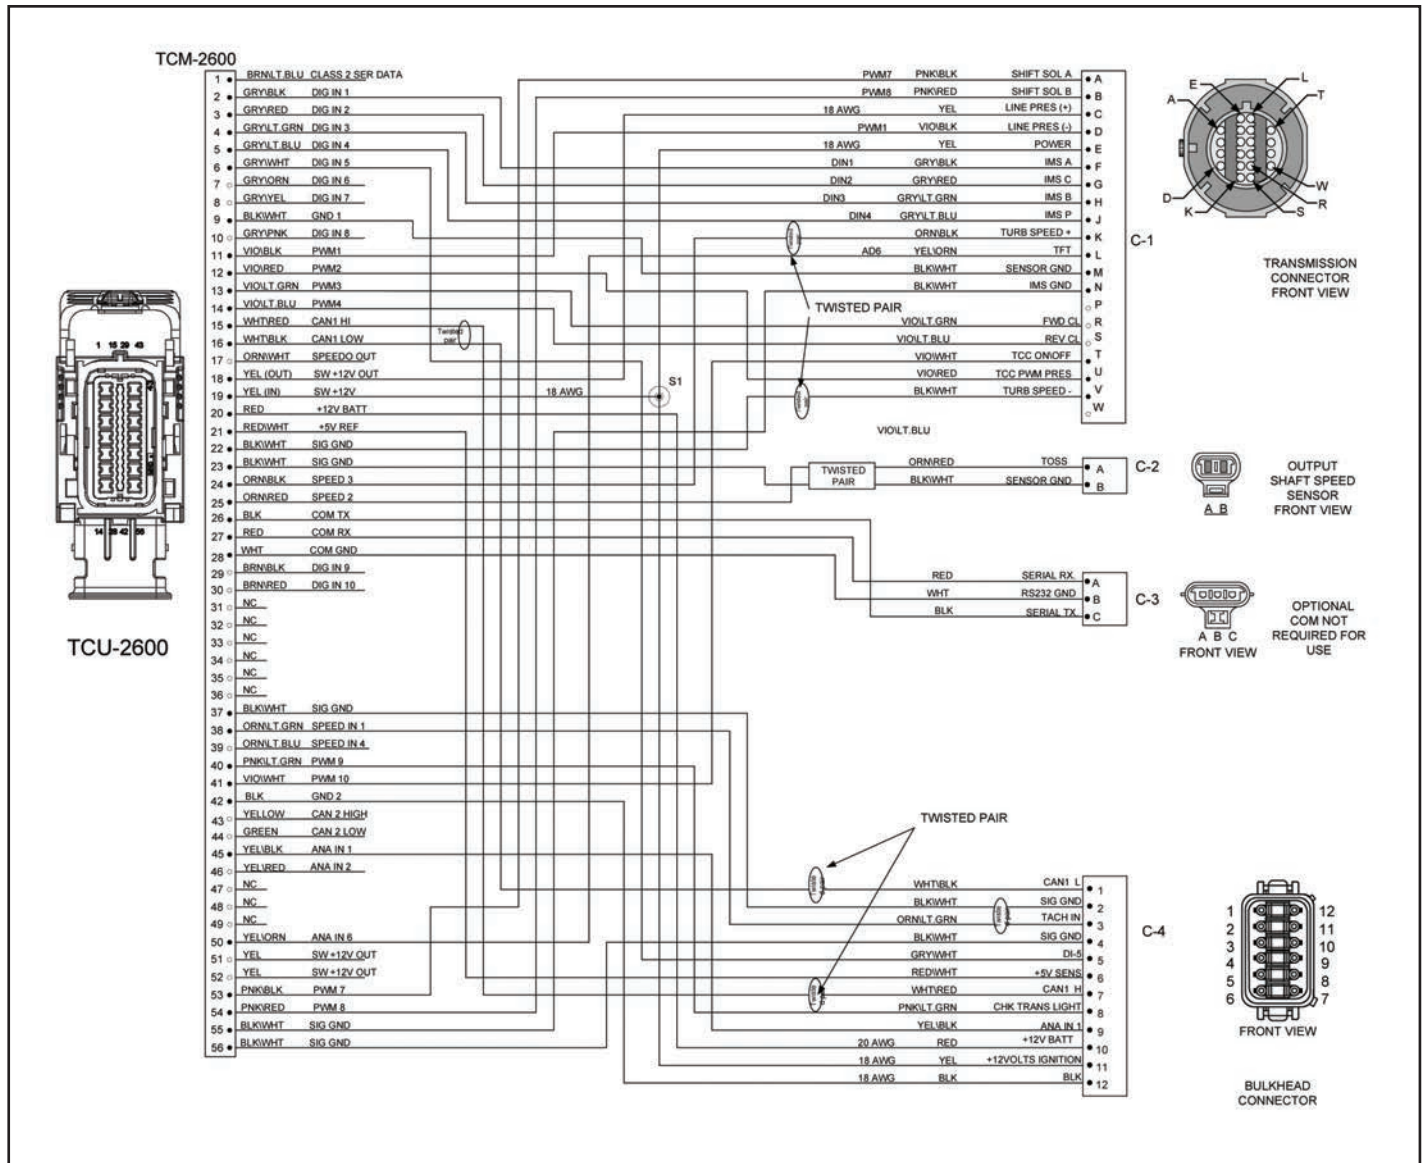 TCM-2600
1 BRN\LT.BLU CLASS 2 SER DATA
2 GRY\BLK DIG IN 1
3 GRY\RED DIG IN 2
4 GRY\LT.GRN DIG IN 3
5 GRY\LT.BLU DIG IN 4
6 GRY\WHT DIG IN 5
7 GRY\ORN DIG IN 6
8 GRY\YEL DIG IN 7
9 BLK\WHT GND 1
10 GRY\PNK DIG IN 8
11 VIO\BLK PWM1
12 VIO\RED PWM2
13 VIO\LT.GRN PWM3
14 VIO\LT.BLU PWM4
15 WHT\RED CAN1 HI
16 WHT\BLK CAN1 LOW
17 ORN\WHT SPEEDO OUT
18 YEL (OUT) SW +12V OUT
19 YEL (IN) SW +12V
20 RED +12V BATT
21 RED\WHT +5V REF
22 BLK\WHT SIG GND
23 BLK\WHT SIG GND
24 ORN\BLK SPEED 3
25 ORN\RED SPEED 2
26 BLK COM TX
27 RED COM RX
28 WHT COM GND
29 BRN\BLK DIG IN 9
30 BRN\RED DIG IN 10
31 NC
32 NC
33 NC
34 NC
35 NC
36 NC
37 BLK\WHT SIG GND
38 ORN\LT.GRN SPEED IN 1
39 ORN\LT.BLU SPEED IN 4
40 PNK\LT.GRN PWM 9
41 VIO\WHT PWM 10
42 BLK GND 2
43 YELLOW CAN 2 HIGH
44 GREEN CAN 2 LOW
45 YEL\BLK ANA IN 1
46 YEL\RED ANA IN 2
47 NC
48 NC
49 NC
50 YEL\ORN ANA IN 6
51 YEL SW +12V OUT
52 YEL SW +12V OUT
53 PNK\BLK PWM 7
54 PNK\RED PWM 8
55 BLK\WHT SIG GND
56 BLK\WHT SIG GND
Twisted
pair
18 AWG
S1
1 15 29 43
14 28 42 56
TCU-2600
PWM7 PNK\BLK SHIFT SOL A A
PWM8 PNK\RED SHIFT SOL B B
18 AWG YEL LINE PRES (+) C
PWM1 VIO\BLK LINE PRES (-) D
18 AWG YEL POWER E
DIN1 GRY\BLK IMS A F
DIN2 GRY\RED IMS C G
DIN3 GRY\LT.GRN IMS B H
DIN4 GRY\LT.BLU IMS P J
ORN\BLK TURB SPEED + K
AD6 YEL\ORN TFT L
BLK\WHT SENSOR GND M
BLK\WHT IMS GND N
P
VIO\LT.GRN FWD CL R
VIO\LT.BLU REV CL S
VIO\WHT TCC ON\OFF T
VIO\RED TCC PWM PRES U
BLK\WHT TURB SPEED - V
W
C-1
TWISTED PAIR
VIO\LT.BLU
E L
A T
D W
K S R
TRANSMISSION
CONNECTOR
FRONT VIEW
TWISTED
PAIR
ORN\RED TOSS A
BLK\WHT SENSOR GND B
C-2
A B
OUTPUT
SHAFT SPEED
SENSOR
FRONT VIEW
RED SERIAL RX. A
WHT RS232 GND B
BLK SERIAL TX C
C-3
A B C
FRONT VIEW
OPTIONAL
COM NOT
REQUIRED FOR
USE
TWISTED PAIR
WHT\BLK CAN1 L 1
BLK\WHT SIG GND 2
ORN\LT.GRN TACH IN 3
BLK\WHT SIG GND 4
GRY\WHT DI-5 5
RED\WHT +5V SENS 6
WHT\RED CAN1 H 7
PNK\LT.GRN CHK TRANS LIGHT 8
YEL\BLK ANA IN 1 9
20 AWG RED +12V BATT 10
18 AWG YEL +12VOLTS IGNITION 11
18 AWG BLK BLK 12
C-4
1 12
2 11
3 10
4 9
5 8
6 7
FRONT VIEW
BULKHEAD
CONNECTOR